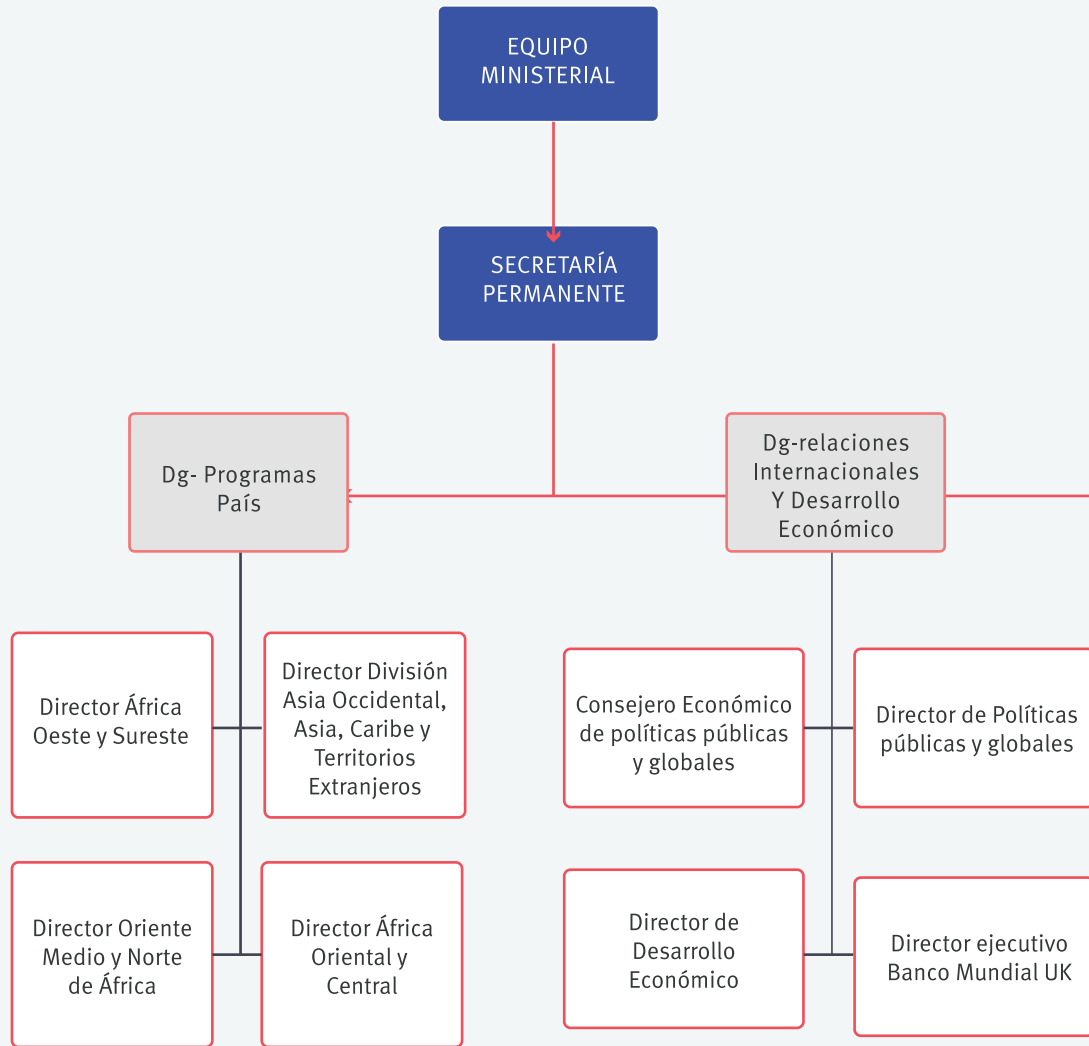 EQUIPO
MINISTERIAL
SECRETARÍA
PERMANENTE
Dg- Programas
País
Dg-relaciones
Internacionales
Y Desarrollo
Económico
Director África
Oeste y Sureste
Director División
Asia Occidental,
Asia, Caribe y
Territorios
Extranjeros
Consejero Económico
de políticas públicas
y globales
Director de Políticas
públicas y globales
Director Oriente
Medio y Norte
de África
Director África
Oriental y
Central
Director de
Desarrollo
Económico
Director ejecutivo
Banco Mundial UK